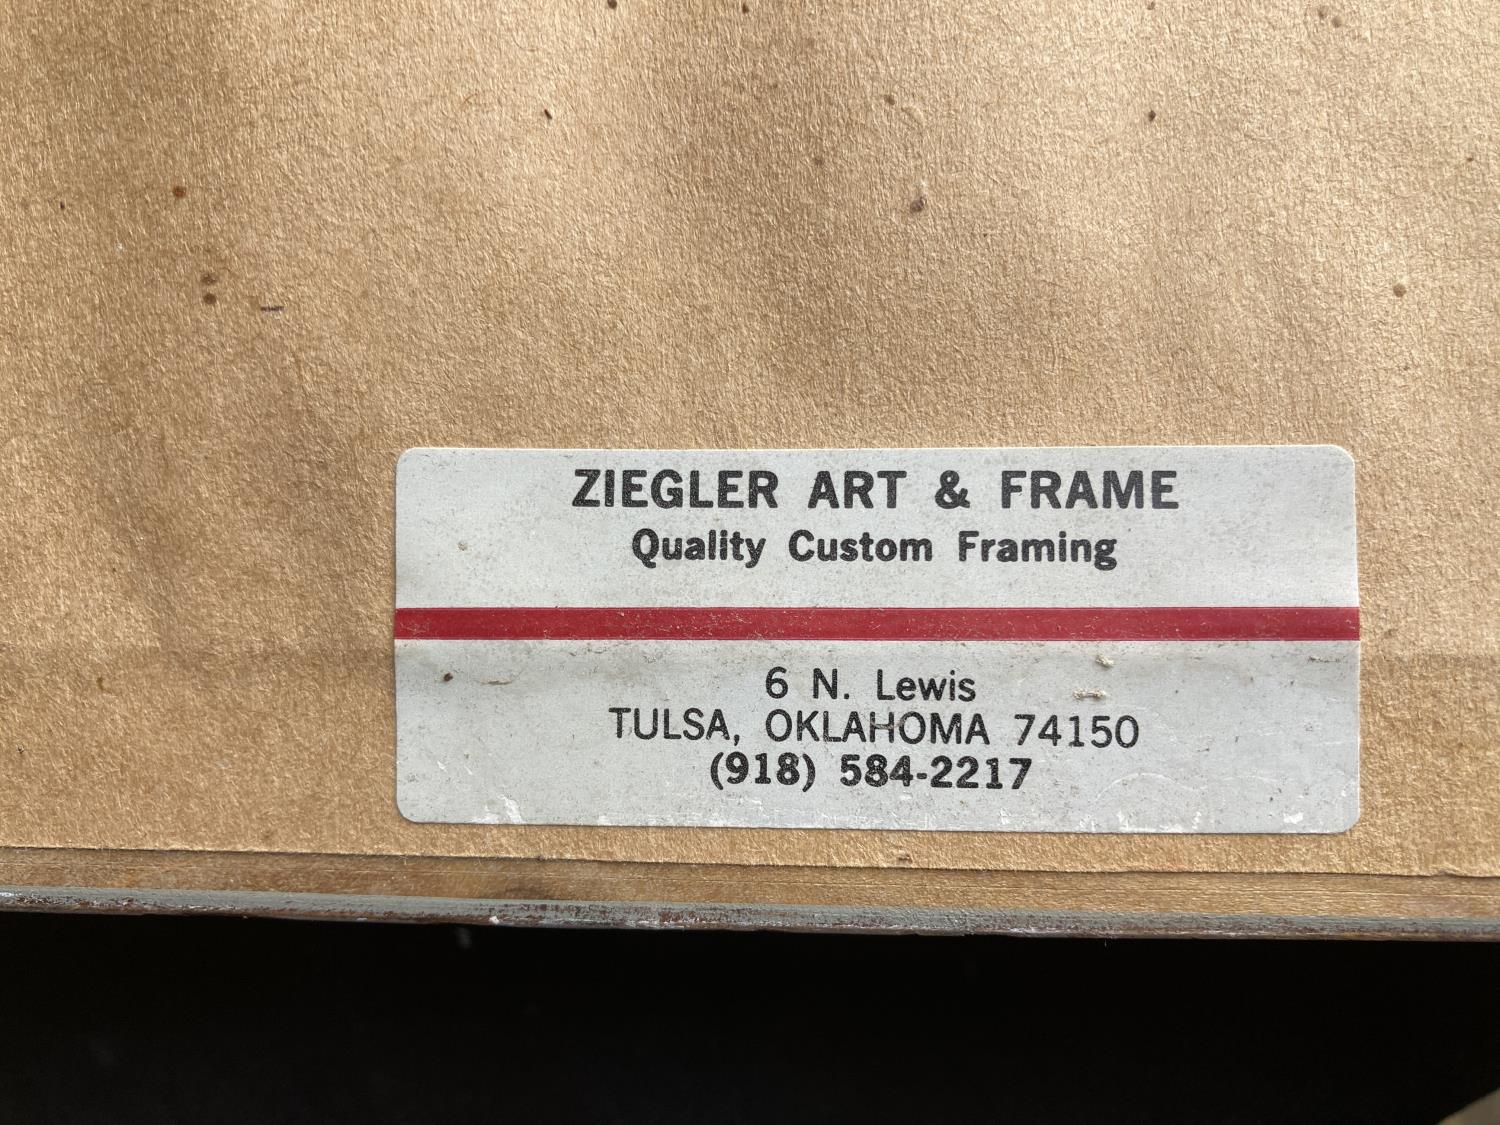 ZIEGLER ART & FRAME
Quality Custom Framing
6 N. Lewis
TULSA, OKLAHOMA 74150
(918) 584-2217